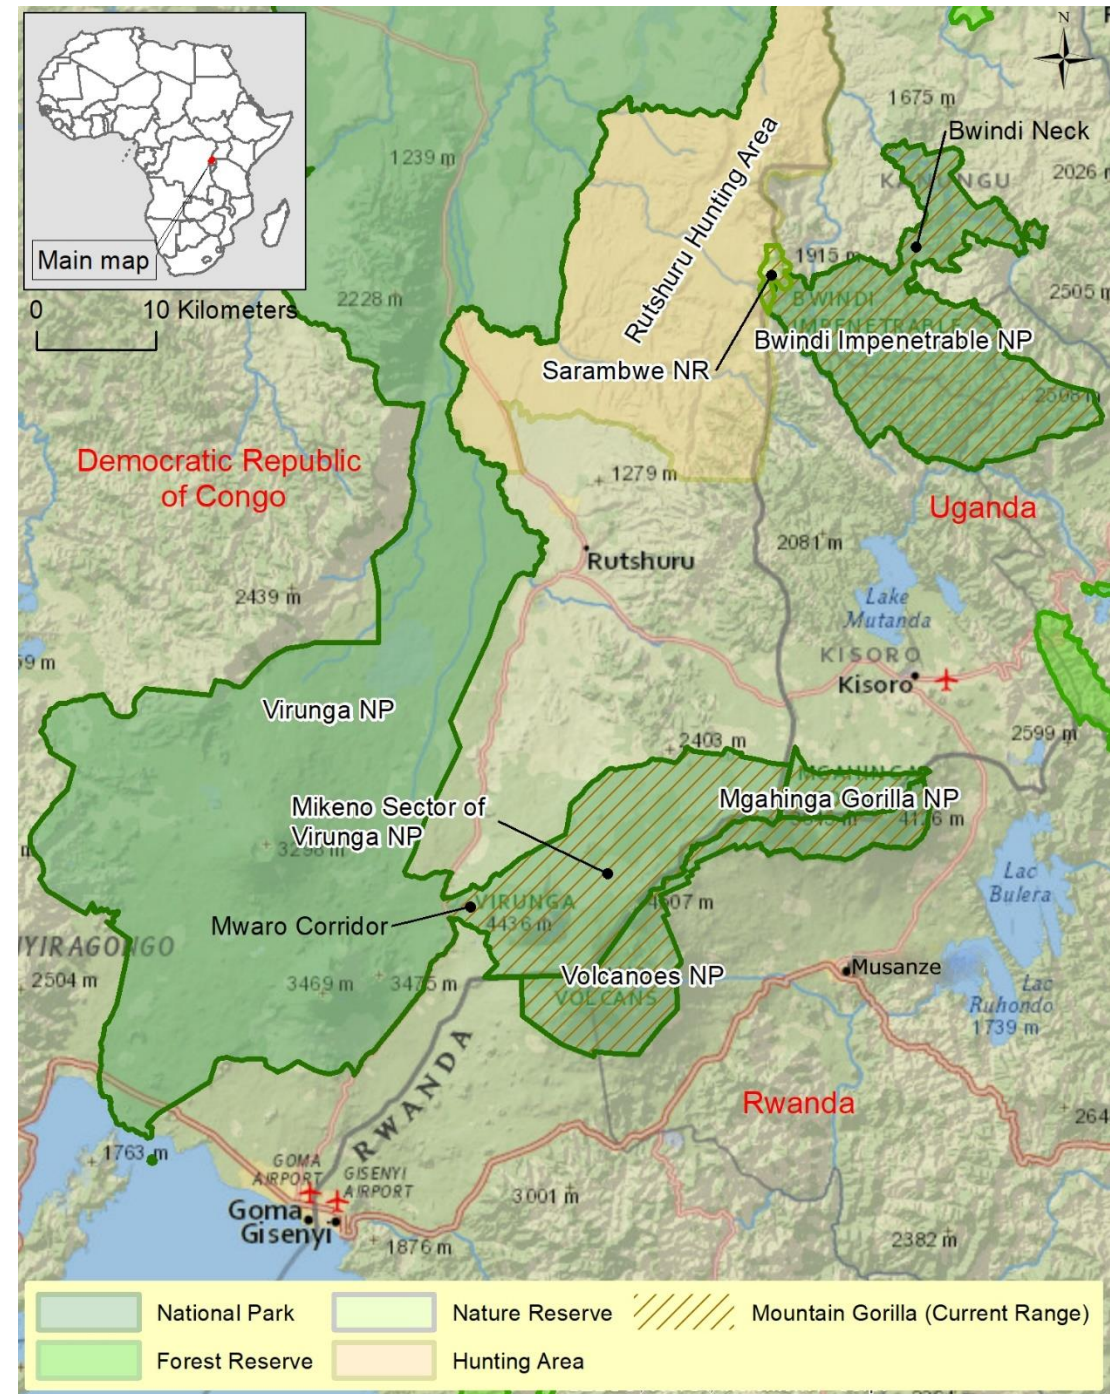 Main map
0 10 Kilometers
N
1675 m
Bwindi Neck
1239 m
2026
Rutshuru Hunting Area
1915 m
2228 m
2505 m
BWINDI
IMPENETRABLE
Bwindi Impenetrable NP
Sarambwe NR
2508 m
Democratic Republic
of Congo
1279 m
Uganda
2081 m
Rutshuru
2439 m
Lake
Mutanda
KISORO
Kisoro
Virunga NP
2403 m
2599 m
MGAHINGA
Mikeno Sector of
Virunga NP
Mgahinga Gorilla NP
Lac
Bulera
VIRUNGA
4436 m
Mwaro Corridor
Musanze
2504 m
3469 m
3475 m
Volcanoes NP
VOLCANS
Lac
Ruhondo
1739 m
RWANDA
Rwanda
1763 m
GOMA
AIRPORT
GISENYI
AIRPORT
3001 m
Goma
Gisenyi
1876 m
2382 m
National Park
Nature Reserve
Mountain Gorilla (Current Range)
Forest Reserve
Hunting Area